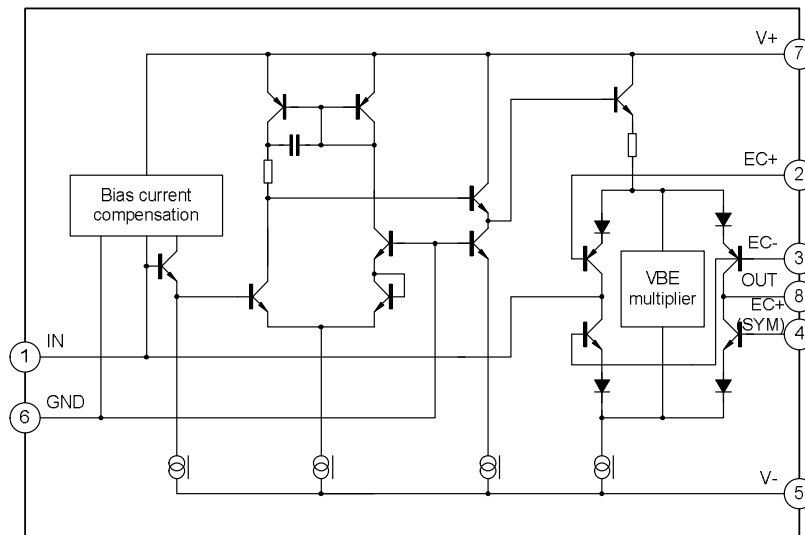 V+
7
EC+
2
Bias current
compensation
EC-
3
VBE
multiplier
OUT
8
EC+
(SYM)
4
IN
1
GND
6
V-
5